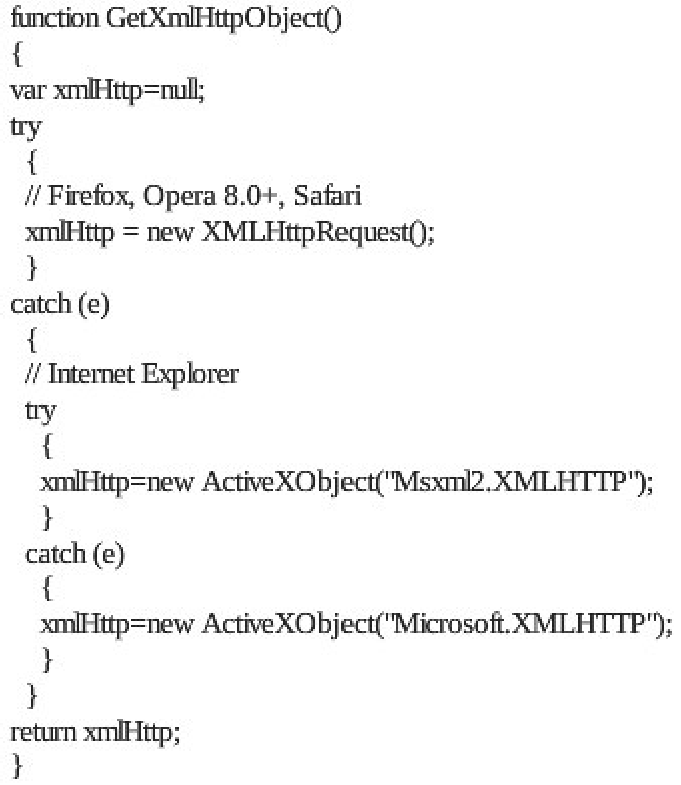 function GetXmlHttpObject()
{
var xmlHttp=null;
try
{
// Firefox, Opera 8.0+, Safari
xmlHttp = new XMLHttpRequest();
}
catch (e)
{
// Internet Explorer
try
{
xmlHttp=new ActiveXObject("Msxml2.XMLHTTP");
}
catch (e)
{
xmlHttp=new ActiveXObject("Microsoft.XMLHTTP");
}
}
return xmlHttp;
}